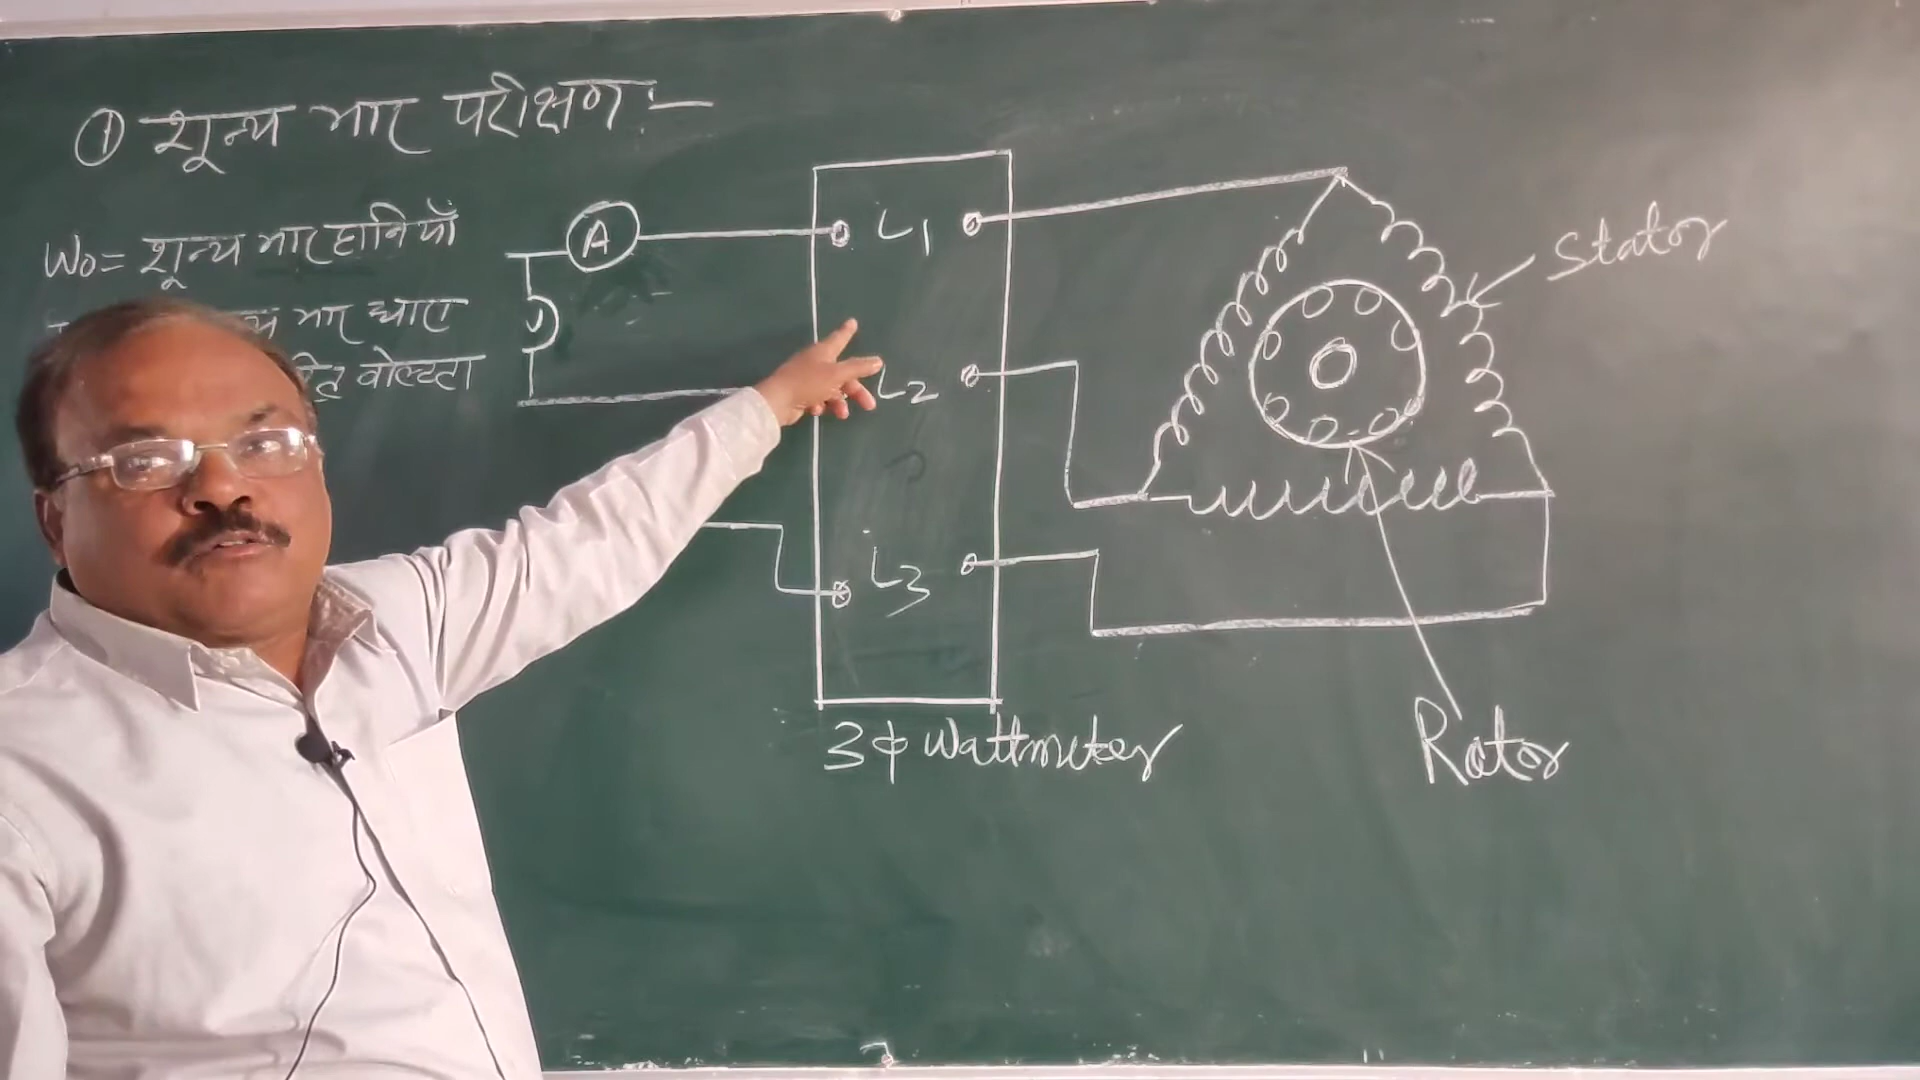 ① शून्य भार परीक्षण :—
W₀ = शून्य भार हानियाँ
भार धारा
वोल्टता
A
V
L₁
L₂
L₃
3ϕ Wattmeter
Stator
Rotor